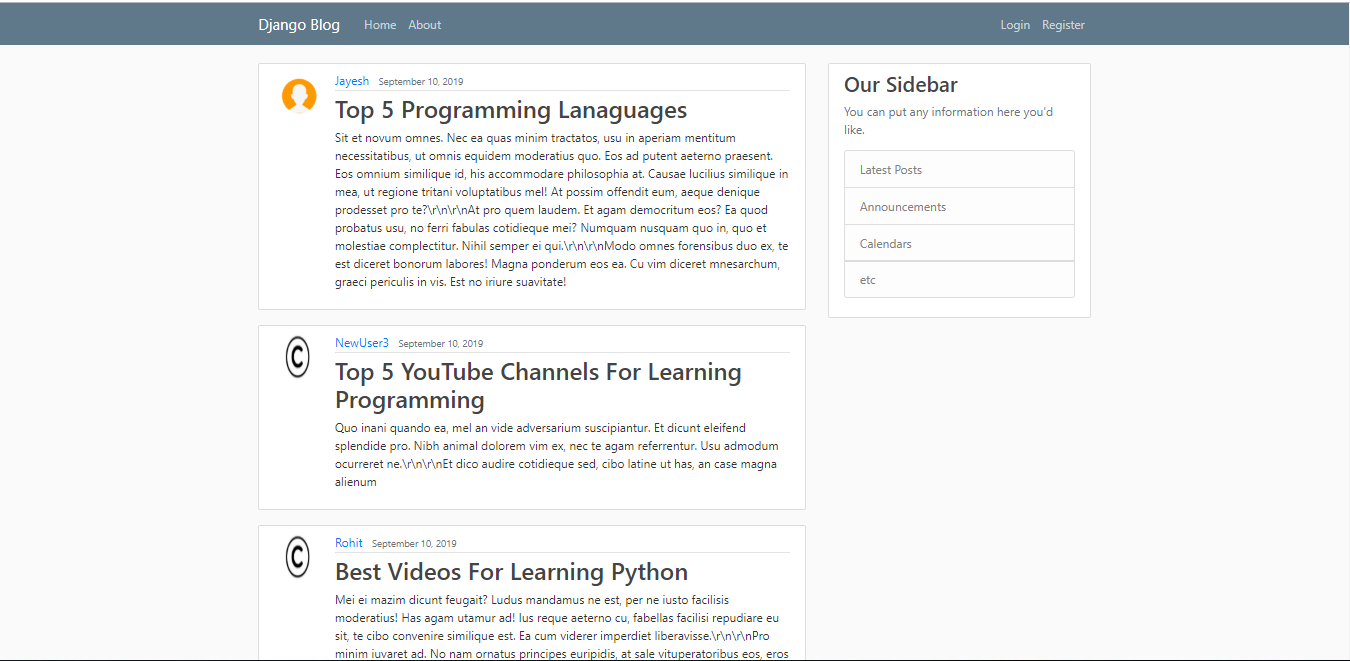 Django Blog Home About Login Register
Jayesh September 10, 2019
Top 5 Programming Lanaguages
Sit et novum omnes. Nec ea quas minim tractatos, usu in aperiam mentitum
necessitatibus, ut omnis equidem moderatius quo. Eos ad putent aeterno praesent.
Eos omnium similique id, his accommodare philosophia at. Causae lucilius similique in
mea, ut regione tritani voluptatibus mel! At possim offendit eum, aeque denique
prodesset pro te?\r\n\r\nAt pro quem laudem. Et agam democritum eos? Ea quod
probatus usu, no ferri fabulas cotidieque mei? Numquam nusquam quo in, quo et
molestiae complectitur. Nihil semper ei qui.\r\n\r\nModo omnes forensibus duo ex, te
est diceret bonorum labores! Magna ponderum eos ea. Cu vim diceret mnesarchum,
graeci periculis in vis. Est no iriure suavitate!
©
NewUser3 September 10, 2019
Top 5 YouTube Channels For Learning
Programming
Quo inani quando ea, mel an vide adversarium suscipiantur. Et dicunt eleifend
splendide pro. Nibh animal dolorem vim ex, nec te agam referrentur. Usu admodum
ocurreret ne.\r\n\r\nEt dico audire cotidieque sed, cibo latine ut has, an case magna
alienum
©
Rohit September 10, 2019
Best Videos For Learning Python
Mei ei mazim dicunt feugait? Ludus mandamus ne est, per ne iusto facilisis
moderatius! Has agam utamur ad! Ius reque aeterno cu, fabellas facilisi repudiare eu
sit, te cibo convenire similique est. Ea cum viderer imperdiet liberavisse.\r\n\r\nPro
minim iuvaret ad. No nam ornatus principes euripidis, at sale vituperatoribus eos, eros
Our Sidebar
You can put any information here you'd
like.
Latest Posts
Announcements
Calendars
etc